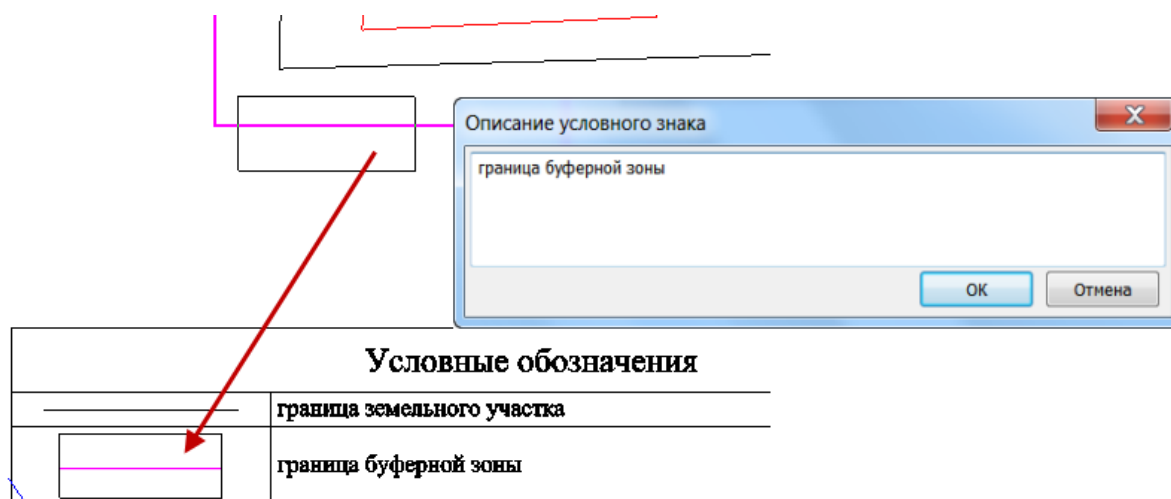 Описание условного знака
граница буферной зоны
ОК
Отмена
Условные обозначения
граница земельного участка
граница буферной зоны